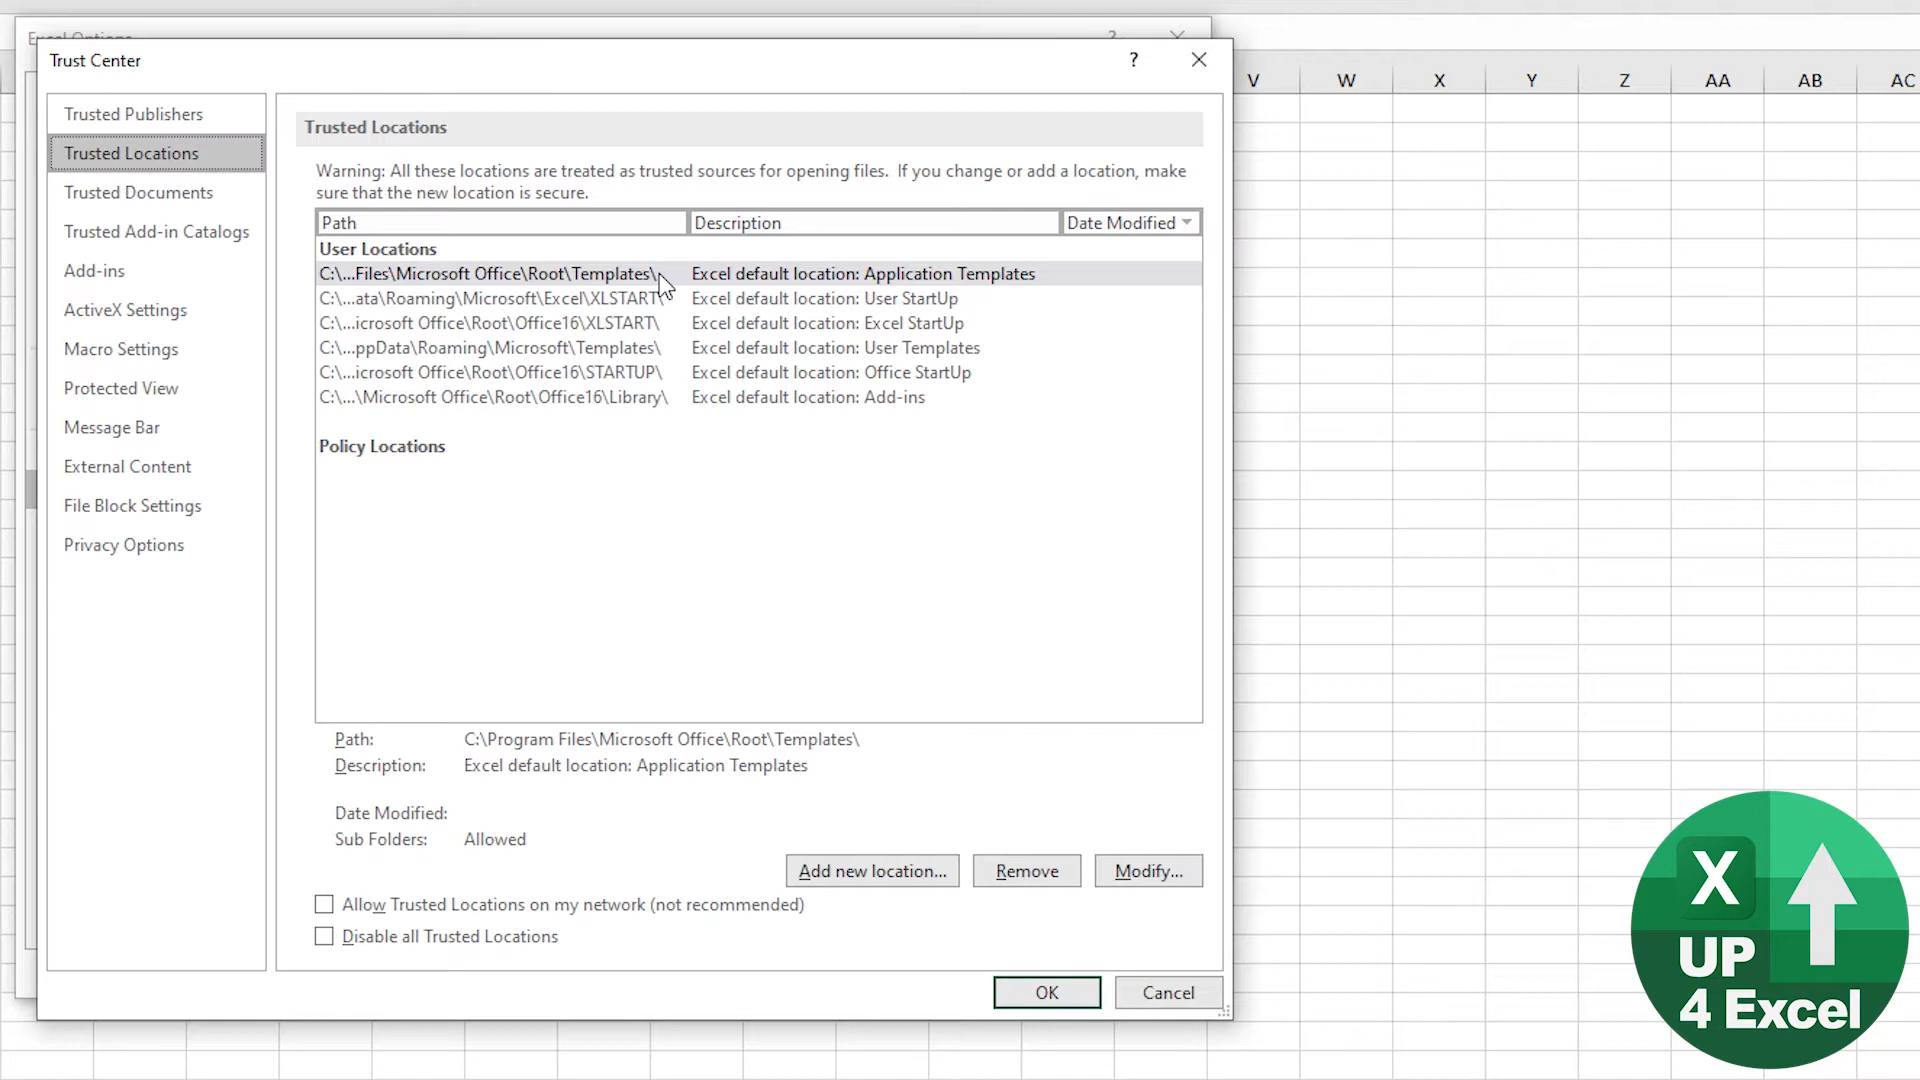 Excel Options
?
V W X Y Z AA AB AC
Trust Center
?
Trusted Publishers
Trusted Locations
Trusted Documents
Trusted Add-in Catalogs
Add-ins
ActiveX Settings
Macro Settings
Protected View
Message Bar
External Content
File Block Settings
Privacy Options
Trusted Locations
Warning: All these locations are treated as trusted sources for opening files. If you change or add a location, make
sure that the new location is secure.
Path Description Date Modified
User Locations
C:\...Files\Microsoft Office\Root\Templates\ Excel default location: Application Templates
C:\...ata\Roaming\Microsoft\Excel\XLSTART\ Excel default location: User StartUp
C:\...icrosoft Office\Root\Office16\XLSTART\ Excel default location: Excel StartUp
C:\...ppData\Roaming\Microsoft\Templates\ Excel default location: User Templates
C:\...icrosoft Office\Root\Office16\STARTUP\ Excel default location: Office StartUp
C:\...\Microsoft Office\Root\Office16\Library\ Excel default location: Add-ins
Policy Locations
Path: C:\Program Files\Microsoft Office\Root\Templates\
Description: Excel default location: Application Templates
Date Modified:
Sub Folders: Allowed
Add new location... Remove Modify...
Allow Trusted Locations on my network (not recommended)
Disable all Trusted Locations
OK Cancel
X
UP
4 Excel